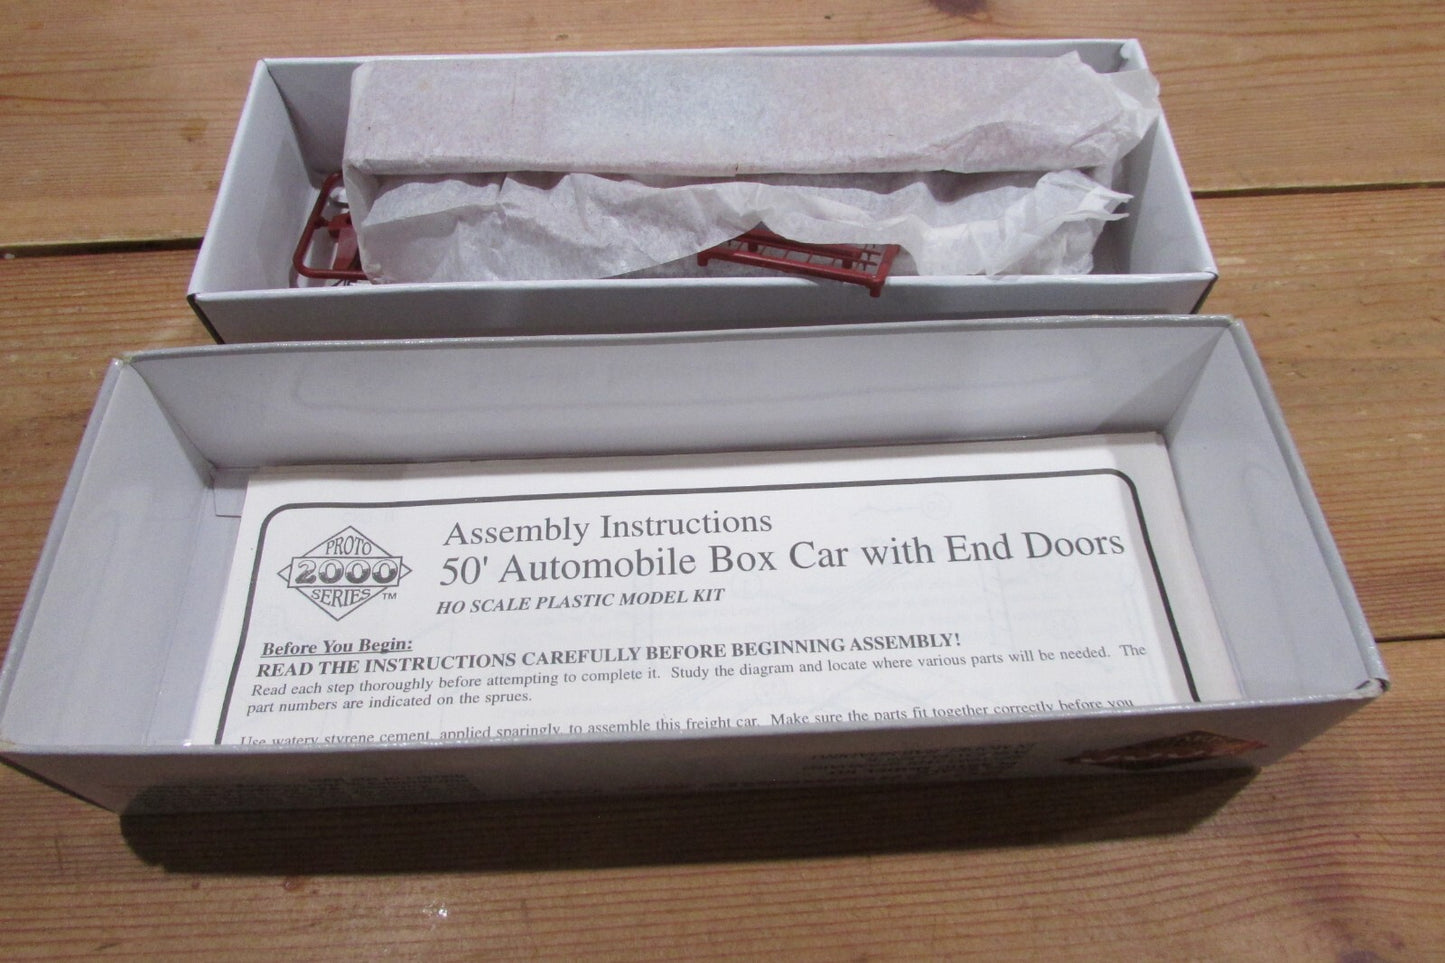 PROTO
2000
SERIES™
Assembly Instructions
50' Automobile Box Car with End Doors
HO SCALE PLASTIC MODEL KIT
Before You Begin:
READ THE INSTRUCTIONS CAREFULLY BEFORE BEGINNING ASSEMBLY!
Read each step thoroughly before attempting to complete it. Study the diagram and locate where various parts will be needed. The
part numbers are indicated on the sprues.
Use watery styrene cement, applied sparingly, to assemble this freight car. Make sure the parts fit together correctly before you